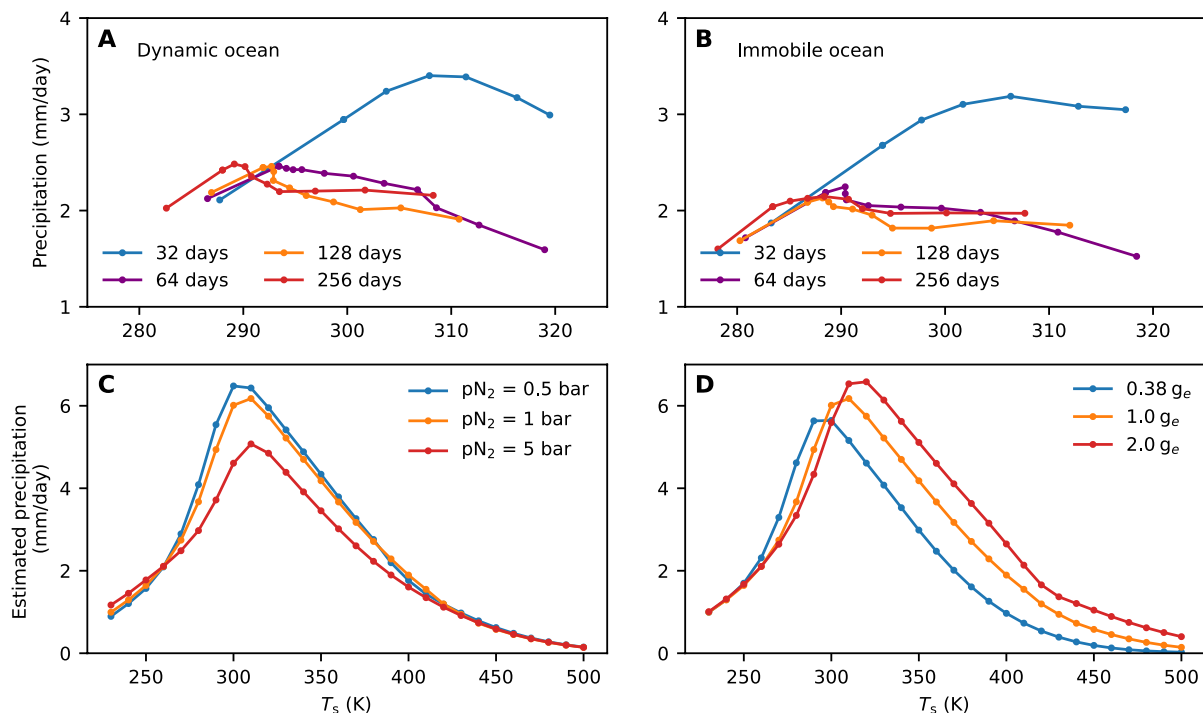 A
Dynamic ocean
Precipitation (mm/day)
4
3
2
1
32 days
64 days
128 days
256 days
280
290
300
310
320
B
Immobile ocean
4
3
2
1
32 days
64 days
128 days
256 days
280
290
300
310
320
C
Estimated precipitation
(mm/day)
6
4
2
0
pN₂ = 0.5 bar
pN₂ = 1 bar
pN₂ = 5 bar
250
300
350
400
450
500
Tₛ (K)
D
6
4
2
0
0.38 gₑ
1.0 gₑ
2.0 gₑ
250
300
350
400
450
500
Tₛ (K)